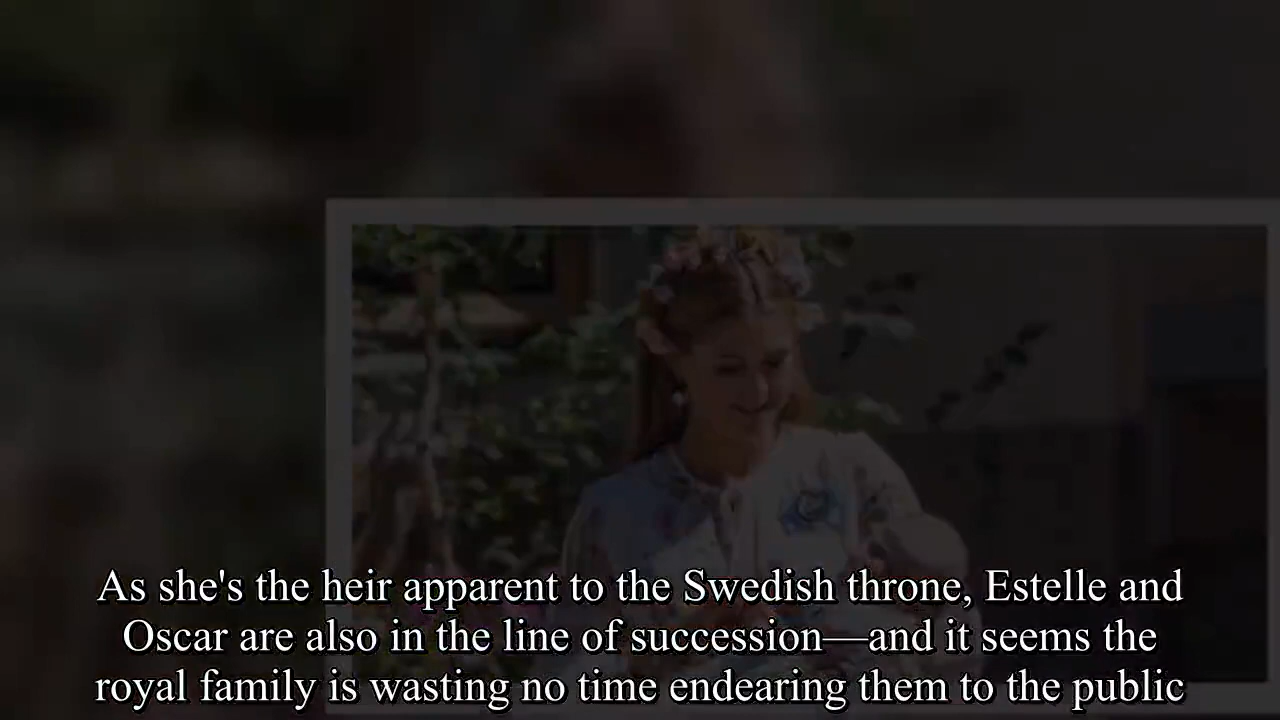 As she's the heir apparent to the Swedish throne, Estelle and
Oscar are also in the line of succession—and it seems the
royal family is wasting no time endearing them to the public